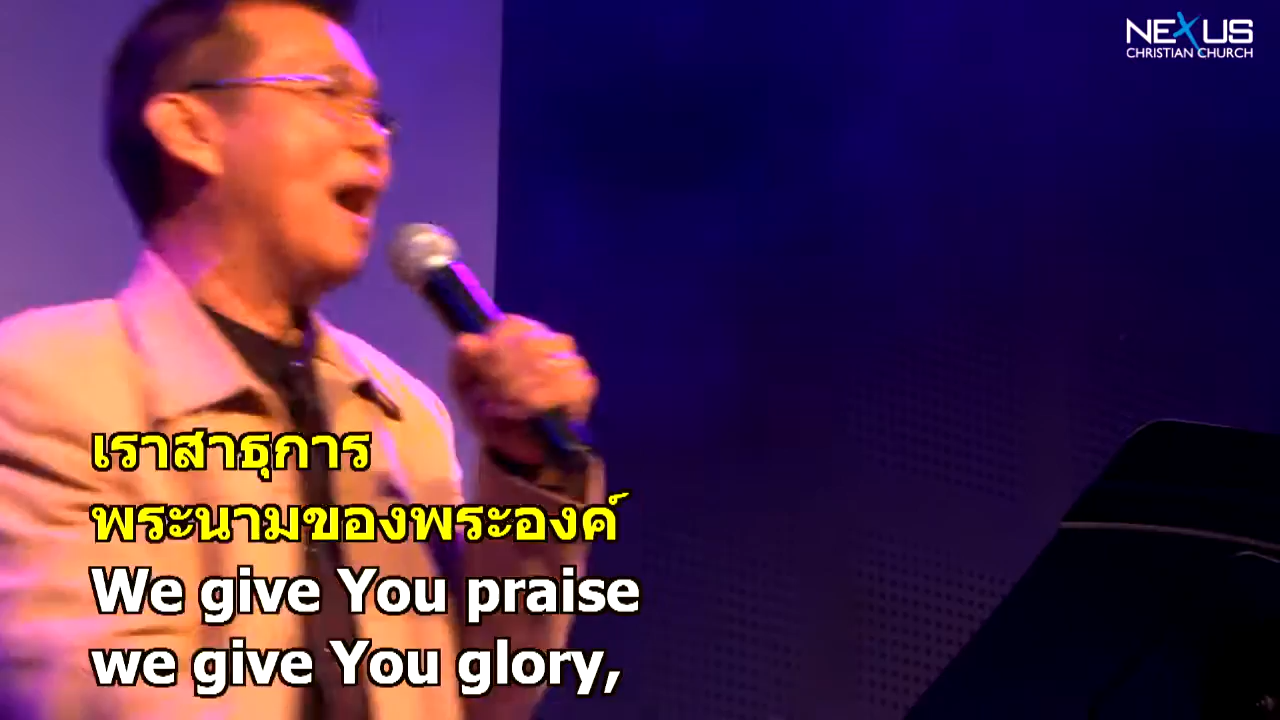 NEXUS
CHRISTIAN CHURCH
เราสาธุการ
พระนามของพระองค์
We give You praise
we give You glory,